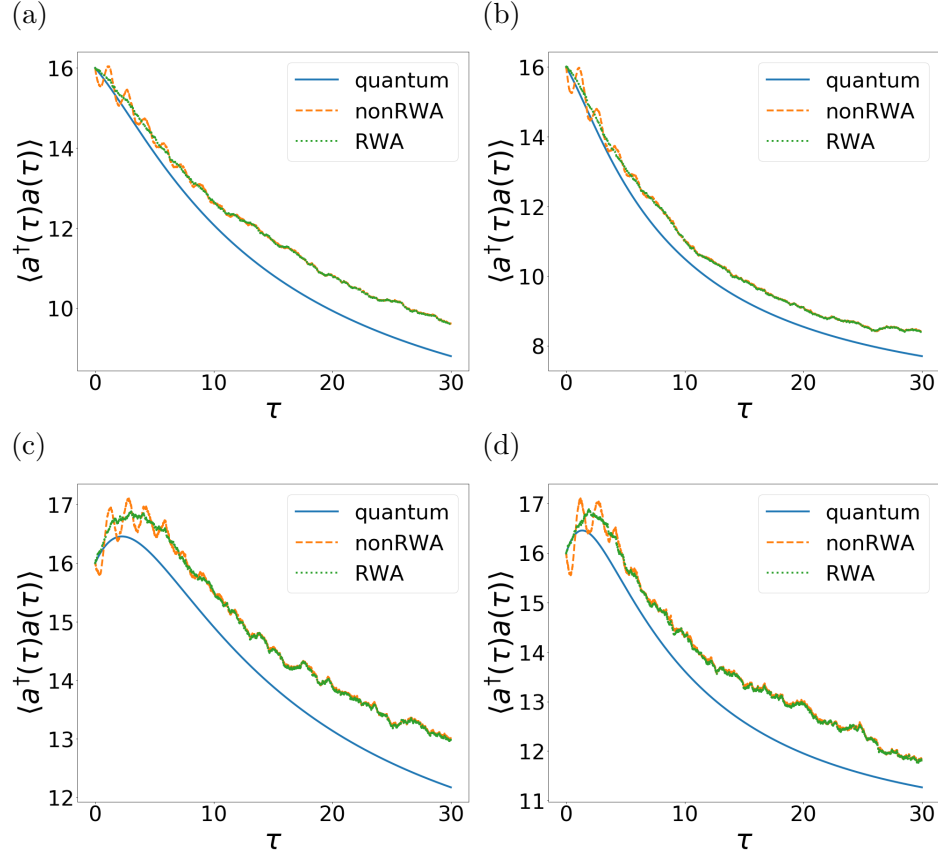 (a)
16
14
12
10
0
10
20
30
τ
⟨a†(τ)a(τ)⟩
quantum
nonRWA
RWA
(b)
16
14
12
10
8
0
10
20
30
τ
⟨a†(τ)a(τ)⟩
quantum
nonRWA
RWA
(c)
17
16
15
14
13
12
0
10
20
30
τ
⟨a†(τ)a(τ)⟩
quantum
nonRWA
RWA
(d)
17
16
15
14
13
12
11
0
10
20
30
τ
⟨a†(τ)a(τ)⟩
quantum
nonRWA
RWA